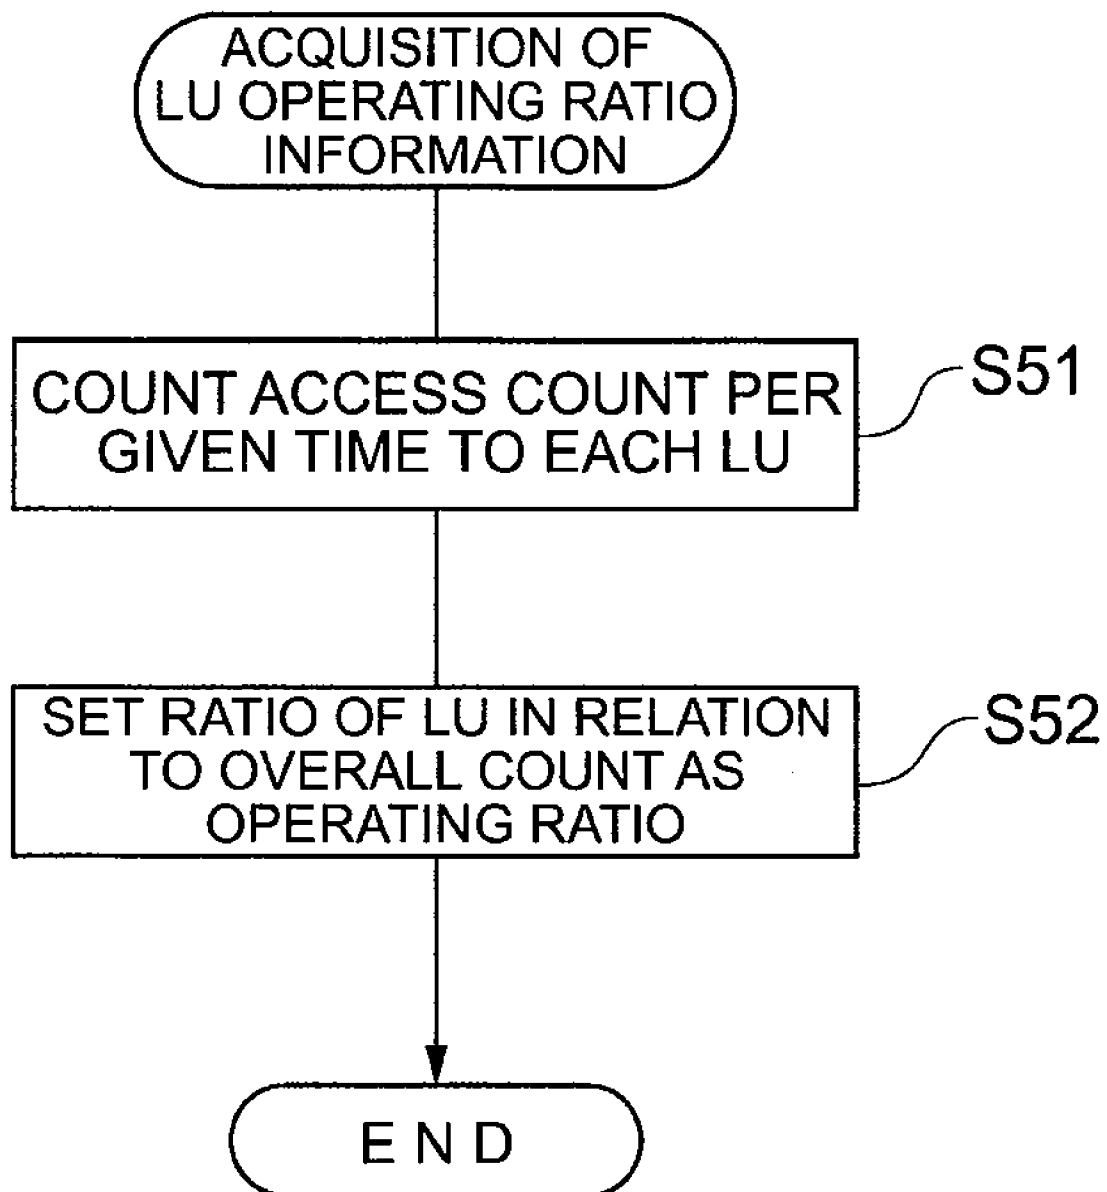 ACQUISITION OF
LU OPERATING RATIO
INFORMATION
COUNT ACCESS COUNT PER
GIVEN TIME TO EACH LU
S51
SET RATIO OF LU IN RELATION
TO OVERALL COUNT AS
OPERATING RATIO
S52
END